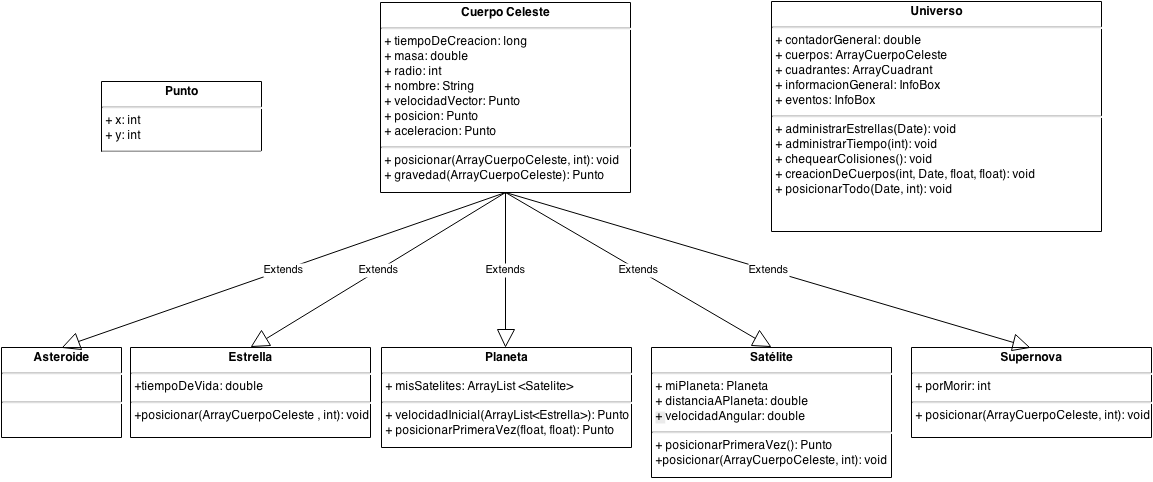 Cuerpo Celeste
+ tiempoDeCreacion: long
+ masa: double
+ radio: int
+ nombre: String
+ velocidadVector: Punto
+ posicion: Punto
+ aceleracion: Punto
+ posicionar(ArrayCuerpoCeleste, int): void
+ gravedad(ArrayCuerpoCeleste): Punto
Universo
+ contadorGeneral: double
+ cuerpos: ArrayCuerpoCeleste
+ cuadrantes: ArrayCuadrant
+ informacionGeneral: InfoBox
+ eventos: InfoBox
+ administrarEstrellas(Date): void
+ administrarTiempo(int): void
+ chequearColisiones(): void
+ creacionDeCuerpos(int, Date, float, float): void
+ posicionarTodo(Date, int): void
Punto
+ x: int
+ y: int
Extends
Extends
Extends
Extends
Extends
Asteroide
Estrella
+tiempoDeVida: double
+posicionar(ArrayCuerpoCeleste , int): void
Planeta
+ misSatelites: ArrayList <Satelite>
+ velocidadInicial(ArrayList<Estrella>): Punto
+ posicionarPrimeraVez(float, float): Punto
Satélite
+ miPlaneta: Planeta
+ distanciaAPlaneta: double
+ velocidadAngular: double
+ posicionarPrimeraVez(): Punto
+posicionar(ArrayCuerpoCeleste, int): void
Supernova
+ porMorir: int
+ posicionar(ArrayCuerpoCeleste, int): void